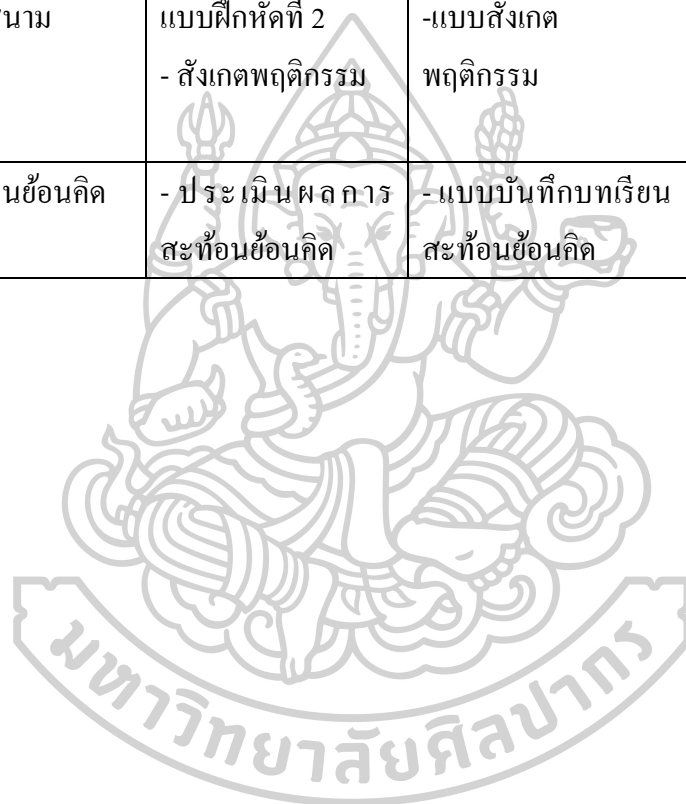 นาม แบบฝึกหัดที่ 2 -แบบสังเกต
- สังเกตพฤติกรรม พฤติกรรม
นย้อนคิด - ประเมินผลการ - แบบบันทึกบทเรียน
สะท้อนย้อนคิด สะท้อนย้อนคิด
มหาวิทยาลัยศิลปากร